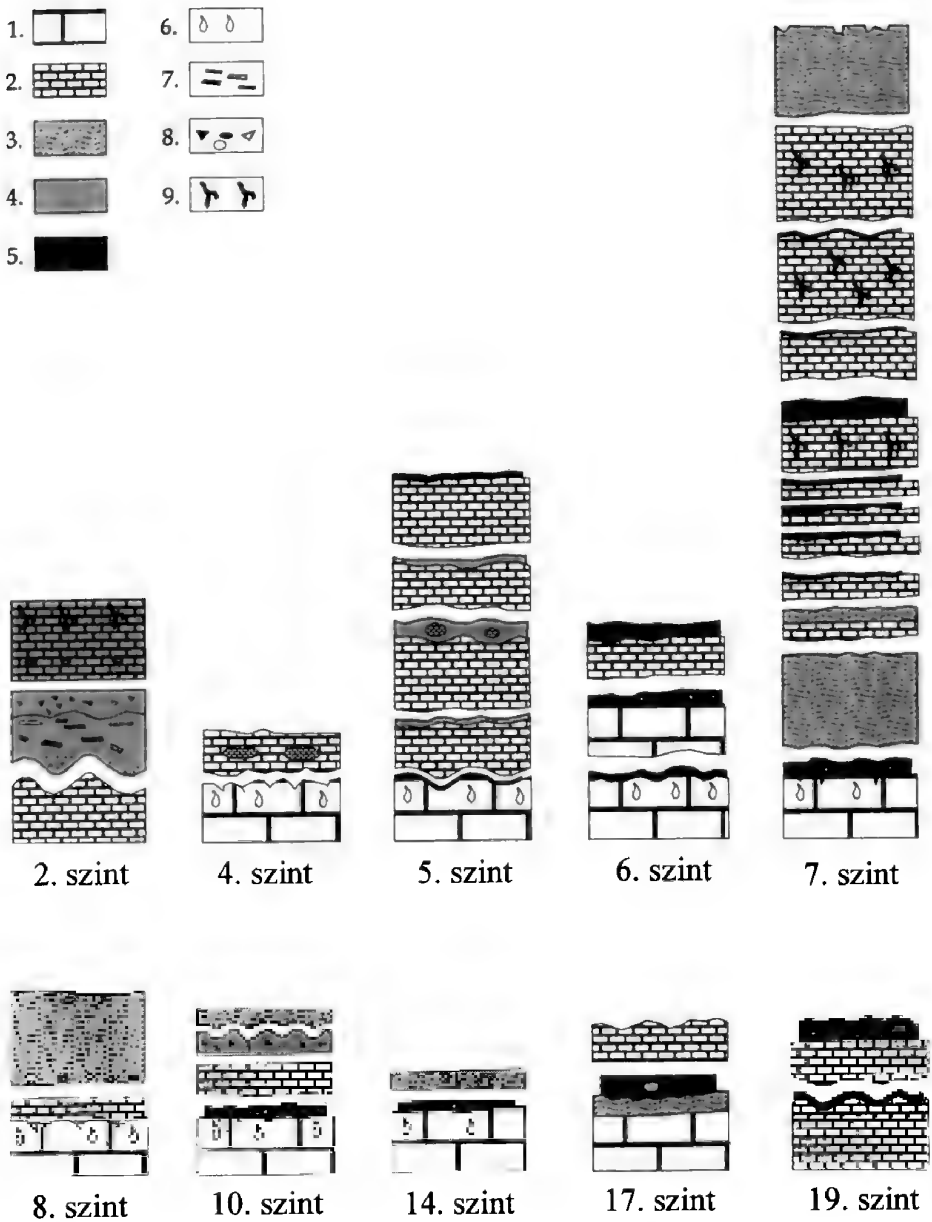 1.
2.
3.
4.
5.
6.
7.
8.
9.
2. szint
4. szint
5. szint
6. szint
7. szint
8. szint
10. szint
14. szint
17. szint
19. szint